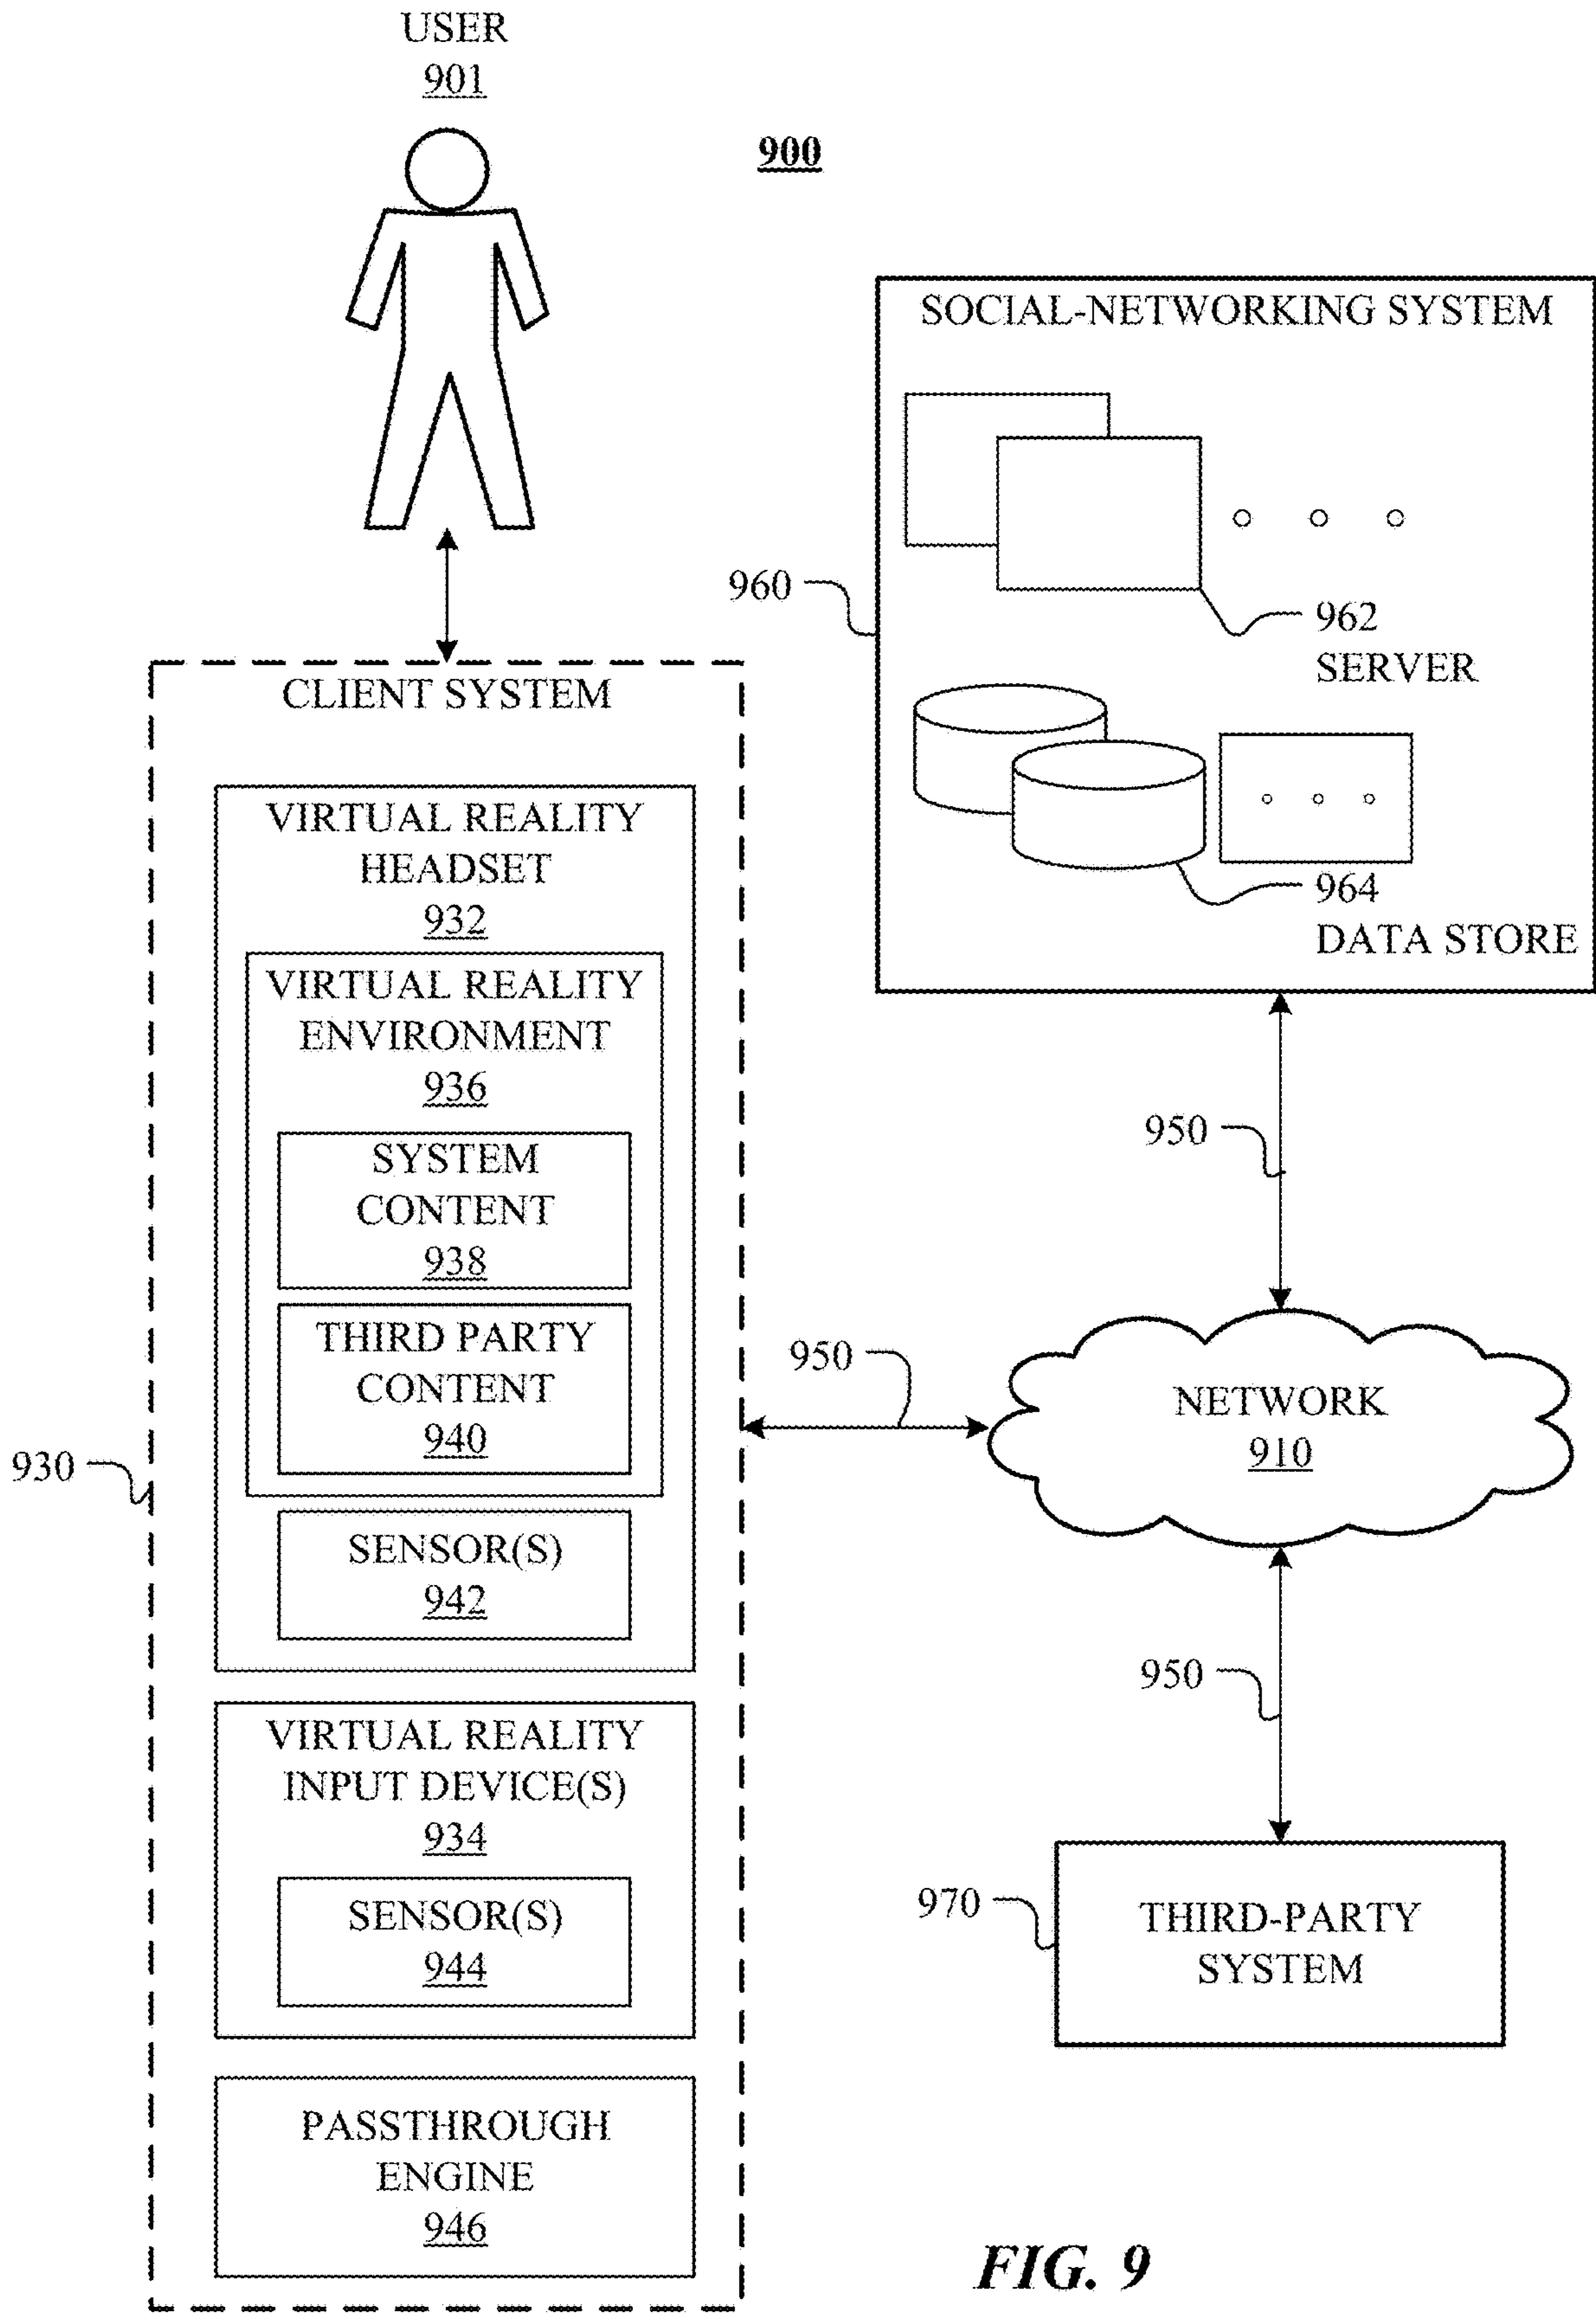 USER
901
900
SOCIAL-NETWORKING SYSTEM
960
962
SERVER
964
DATA STORE
CLIENT SYSTEM
VIRTUAL REALITY
HEADSET
932
VIRTUAL REALITY
ENVIRONMENT
936
SYSTEM
CONTENT
938
THIRD PARTY
CONTENT
940
930
SENSOR(S)
942
VIRTUAL REALITY
INPUT DEVICE(S)
934
SENSOR(S)
944
PASSTHROUGH
ENGINE
946
950
950
NETWORK
910
950
970
THIRD-PARTY
SYSTEM
FIG. 9